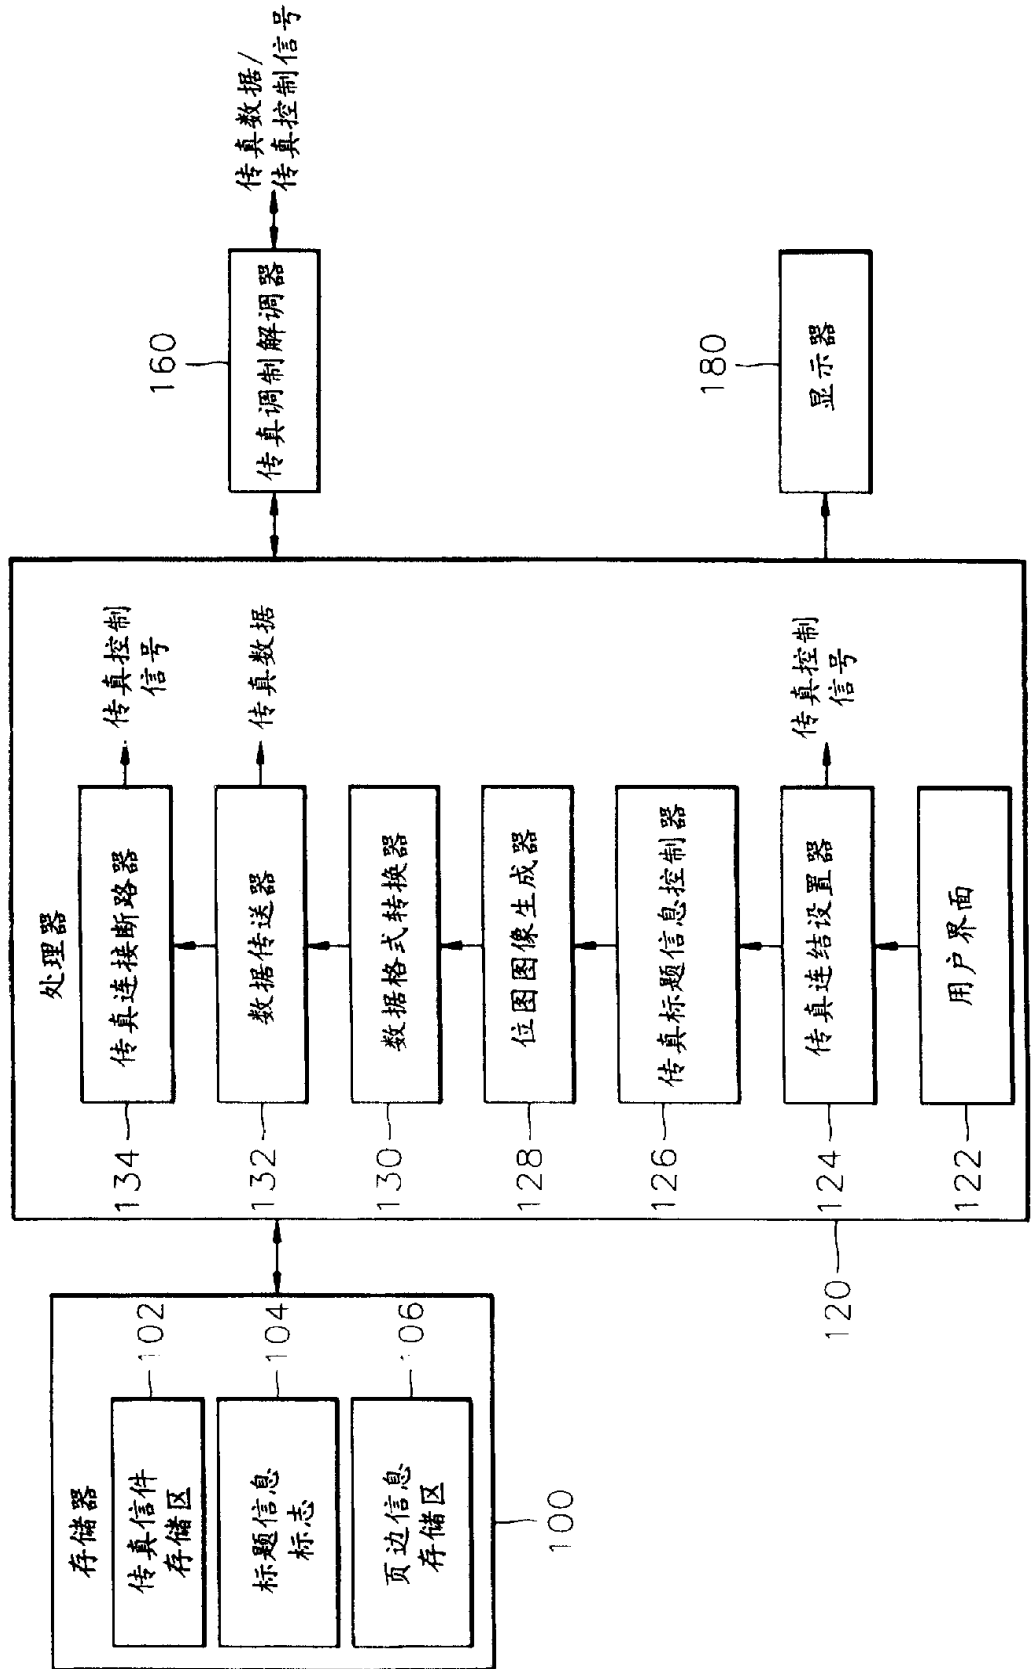 存储器
传真信件
存储区
102
标题信息
标志
104
页边信息
存储区
106
100
处理器
传真连接断路器
134
传真控制
信号
数据传送器
132
传真数据
数据格式转换器
130
位图图像生成器
128
传真标题信息控制器
126
传真连结设置器
124
传真控制
信号
用户界面
122
120
传真调制解调器
160
传真数据/
传真控制信号
显示器
180